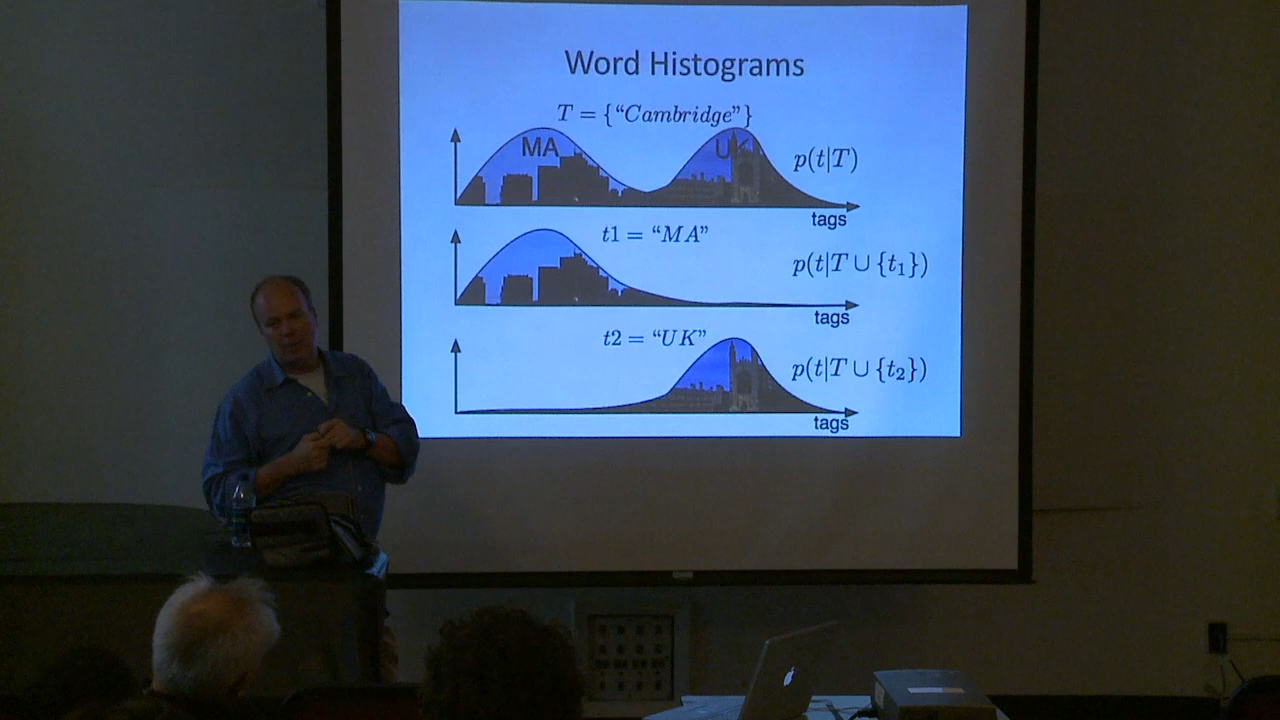 Word Histograms
T = {“Cambridge”}
MA
UK
p(t|T)
tags
t1 = “MA”
p(t|T ∪ {t₁})
tags
t2 = “UK”
p(t|T ∪ {t₂})
tags